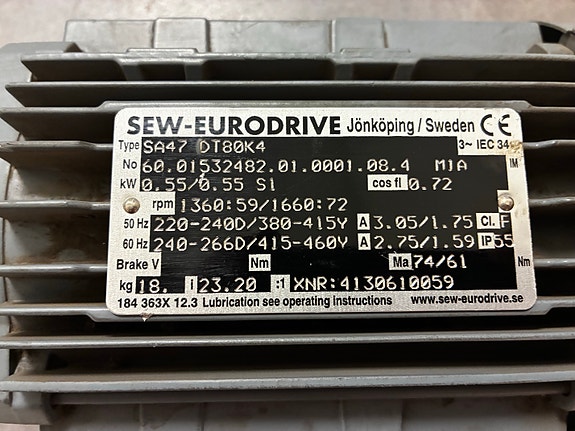 SEW-EURODRIVE Jönköping / Sweden CE
Type SA47 DT80K4 3~ IEC 34
No 60.01532482.01.0001.08.4 M1A IM
kW 0.55/0.55 S1 cos fi 0.72
rpm 1360:59/1660:72
50 Hz 220-240D/380-415Y A 3.05/1.75 Cl. F
60 Hz 240-266D/415-460Y A 2.75/1.59 IP 55
Brake V Nm Ma 74/61 Nm
kg 18. i 23.20 :1 XNR:4130610059
184 363X 12.3 Lubrication see operating instructions www.sew-eurodrive.se